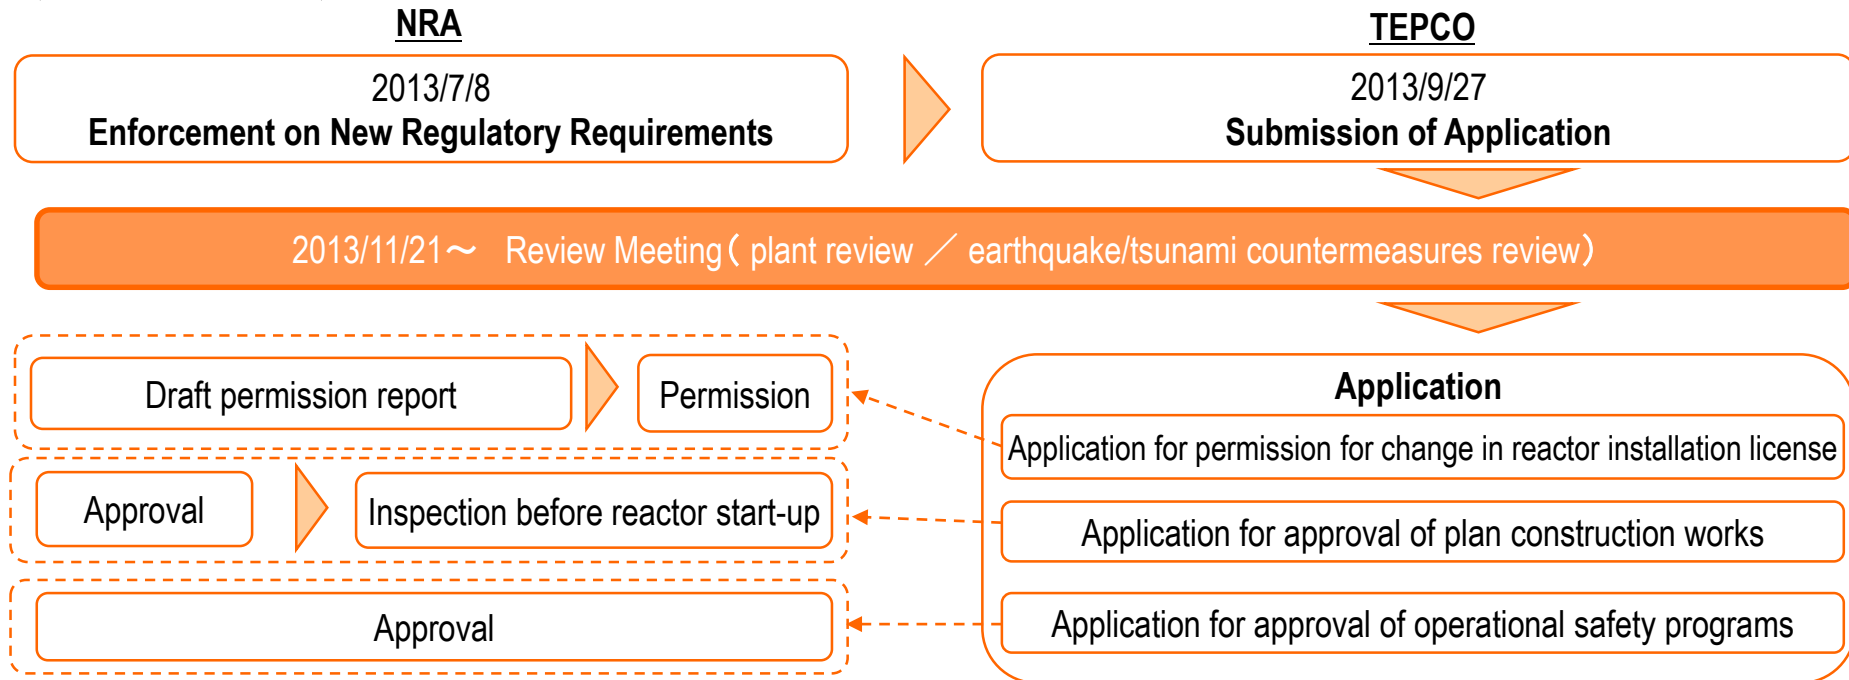 NRA
TEPCO
2013/7/8
Enforcement on New Regulatory Requirements
2013/9/27
Submission of Application
2013/11/21～ Review Meeting（ plant review ／ earthquake/tsunami countermeasures review）
Draft permission report
Permission
Approval
Inspection before reactor start-up
Approval
Application
Application for permission for change in reactor installation license
Application for approval of plan construction works
Application for approval of operational safety programs